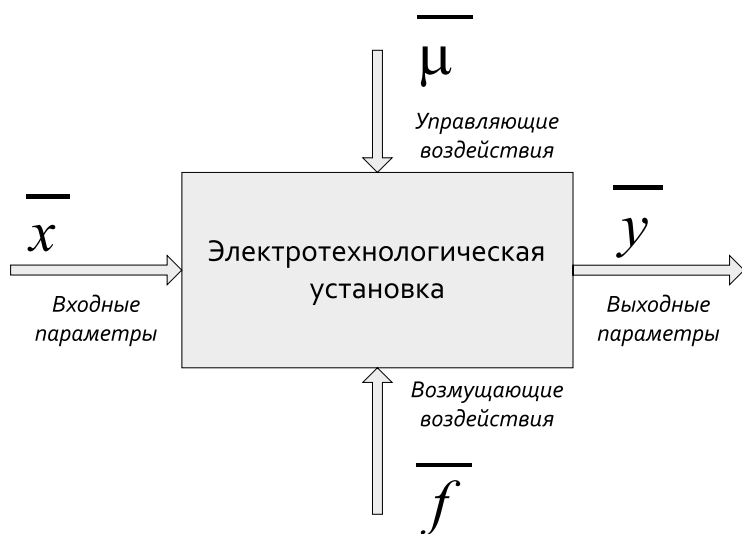 μ
Управляющие
воздействия
x
Входные
параметры
Электротехнологическая
установка
y
Выходные
параметры
Возмущающие
воздействия
f